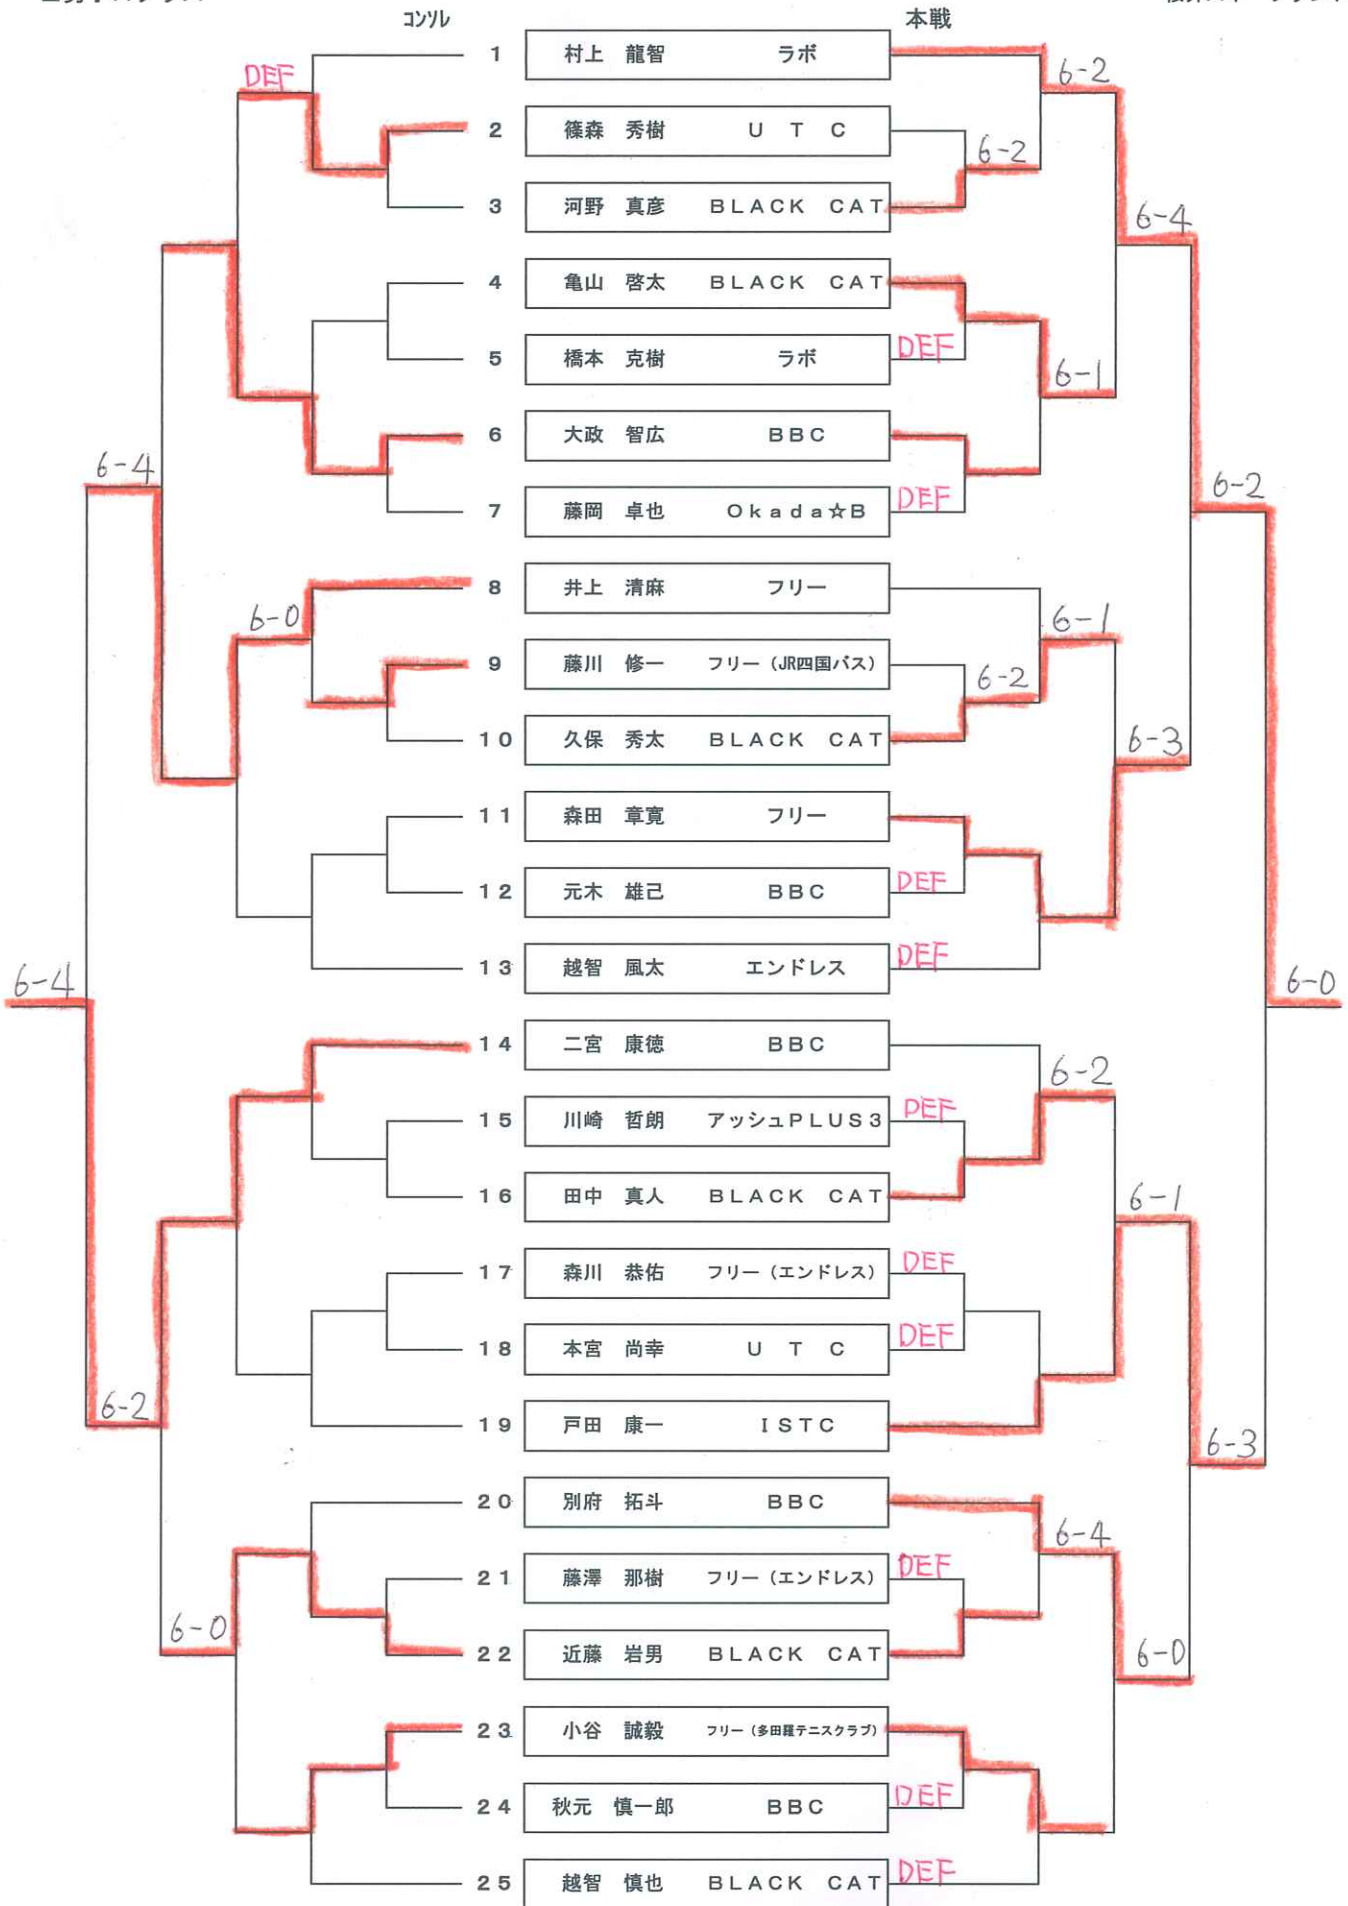 コンソレ 本戦
1 村上 龍智 ラボ
DEF 6-2
2 篠森 秀樹 U T C
6-2
3 河野 真彦 BLACK CAT
6-4
4 亀山 啓太 BLACK CAT
5 橋本 克樹 ラボ DEF
6-1
6 大政 智広 BBC
6-4 6-2
7 藤岡 卓也 Okada☆B DEF
8 井上 清麻 フリー
6-0 6-1
9 藤川 修一 フリー（JR四国バス）
6-2
10 久保 秀太 BLACK CAT
6-3
11 森田 章寛 フリー
12 元木 雄己 BBC DEF
13 越智 風太 エンドレス DEF
6-4 6-0
14 二宮 康徳 BBC
6-2
15 川崎 哲朗 アッシュPLUS3 DEF
16 田中 真人 BLACK CAT
6-1
17 森川 恭佑 フリー（エンドレス） DEF
18 本宮 尚幸 U T C DEF
6-2
19 戸田 康一 ISTC
6-3
20 別府 拓斗 BBC
6-4
21 藤澤 那樹 フリー（エンドレス） DEF
6-0
22 近藤 岩男 BLACK CAT
6-0
23 小谷 誠毅 フリー（多田羅テニスクラブ）
24 秋元 慎一郎 BBC DEF
25 越智 慎也 BLACK CAT DEF